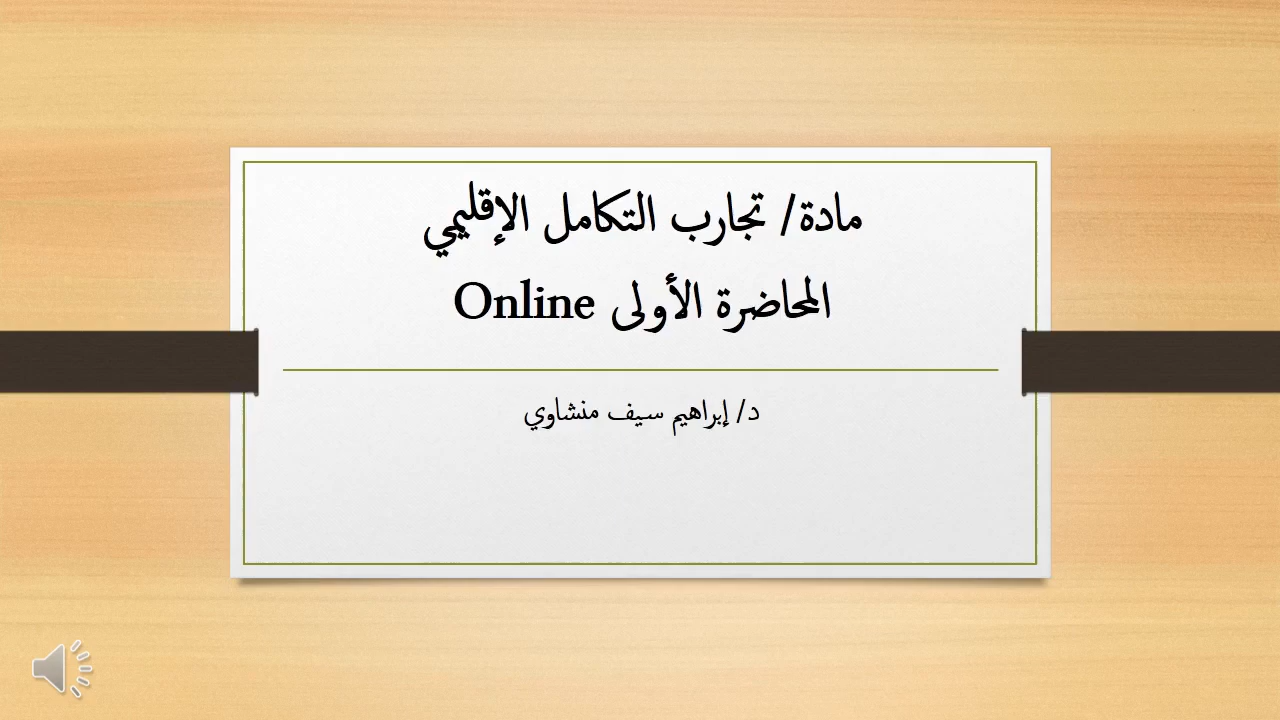 مادة/ تجارب التكامل الإقليمي
المحاضرة الأولى Online
د/ إبراهيم سيف منشاوي